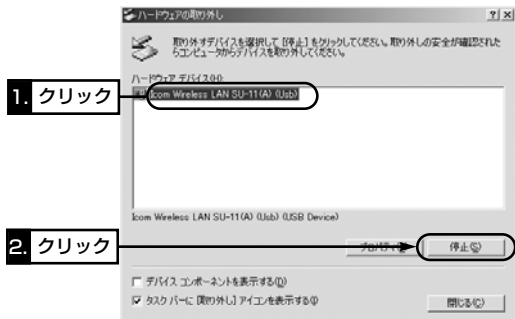 ハードウェアの取り外し
取り外すデバイスを選択して [停止] をクリックしてください。取り外しの安全が確認された
らコンピュータからデバイスを取り外してください。
ハードウェア デバイス(H):
1. クリック
Icom Wireless LAN SU-11(A) (Usb)
Icom Wireless LAN SU-11(A) (Usb) (USB Device)
2. クリック
プロパティ
停止(S)
デバイス コンポーネントを表示する(D)
タスク バーに [取り外し] アイコンを表示する
閉じる(C)